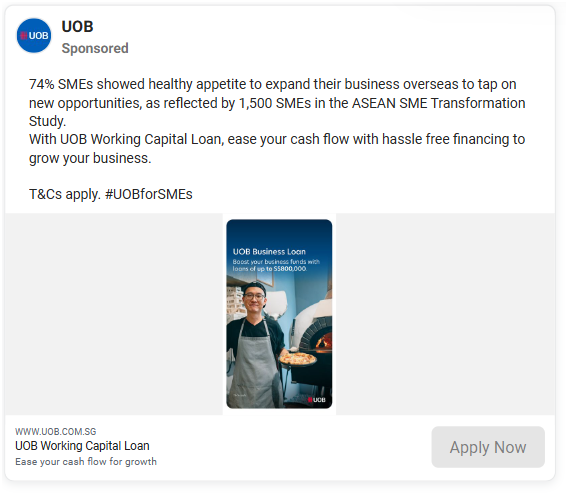 UOB
UOB
Sponsored
74% SMEs showed healthy appetite to expand their business overseas to tap on
new opportunities, as reflected by 1,500 SMEs in the ASEAN SME Transformation
Study.
With UOB Working Capital Loan, ease your cash flow with hassle free financing to
grow your business.
T&Cs apply. #UOBforSMEs
UOB Business Loan
Boost your business funds with
loans of up to S$800,000
UOB
WWW.UOB.COM.SG
UOB Working Capital Loan
Ease your cash flow for growth
Apply Now